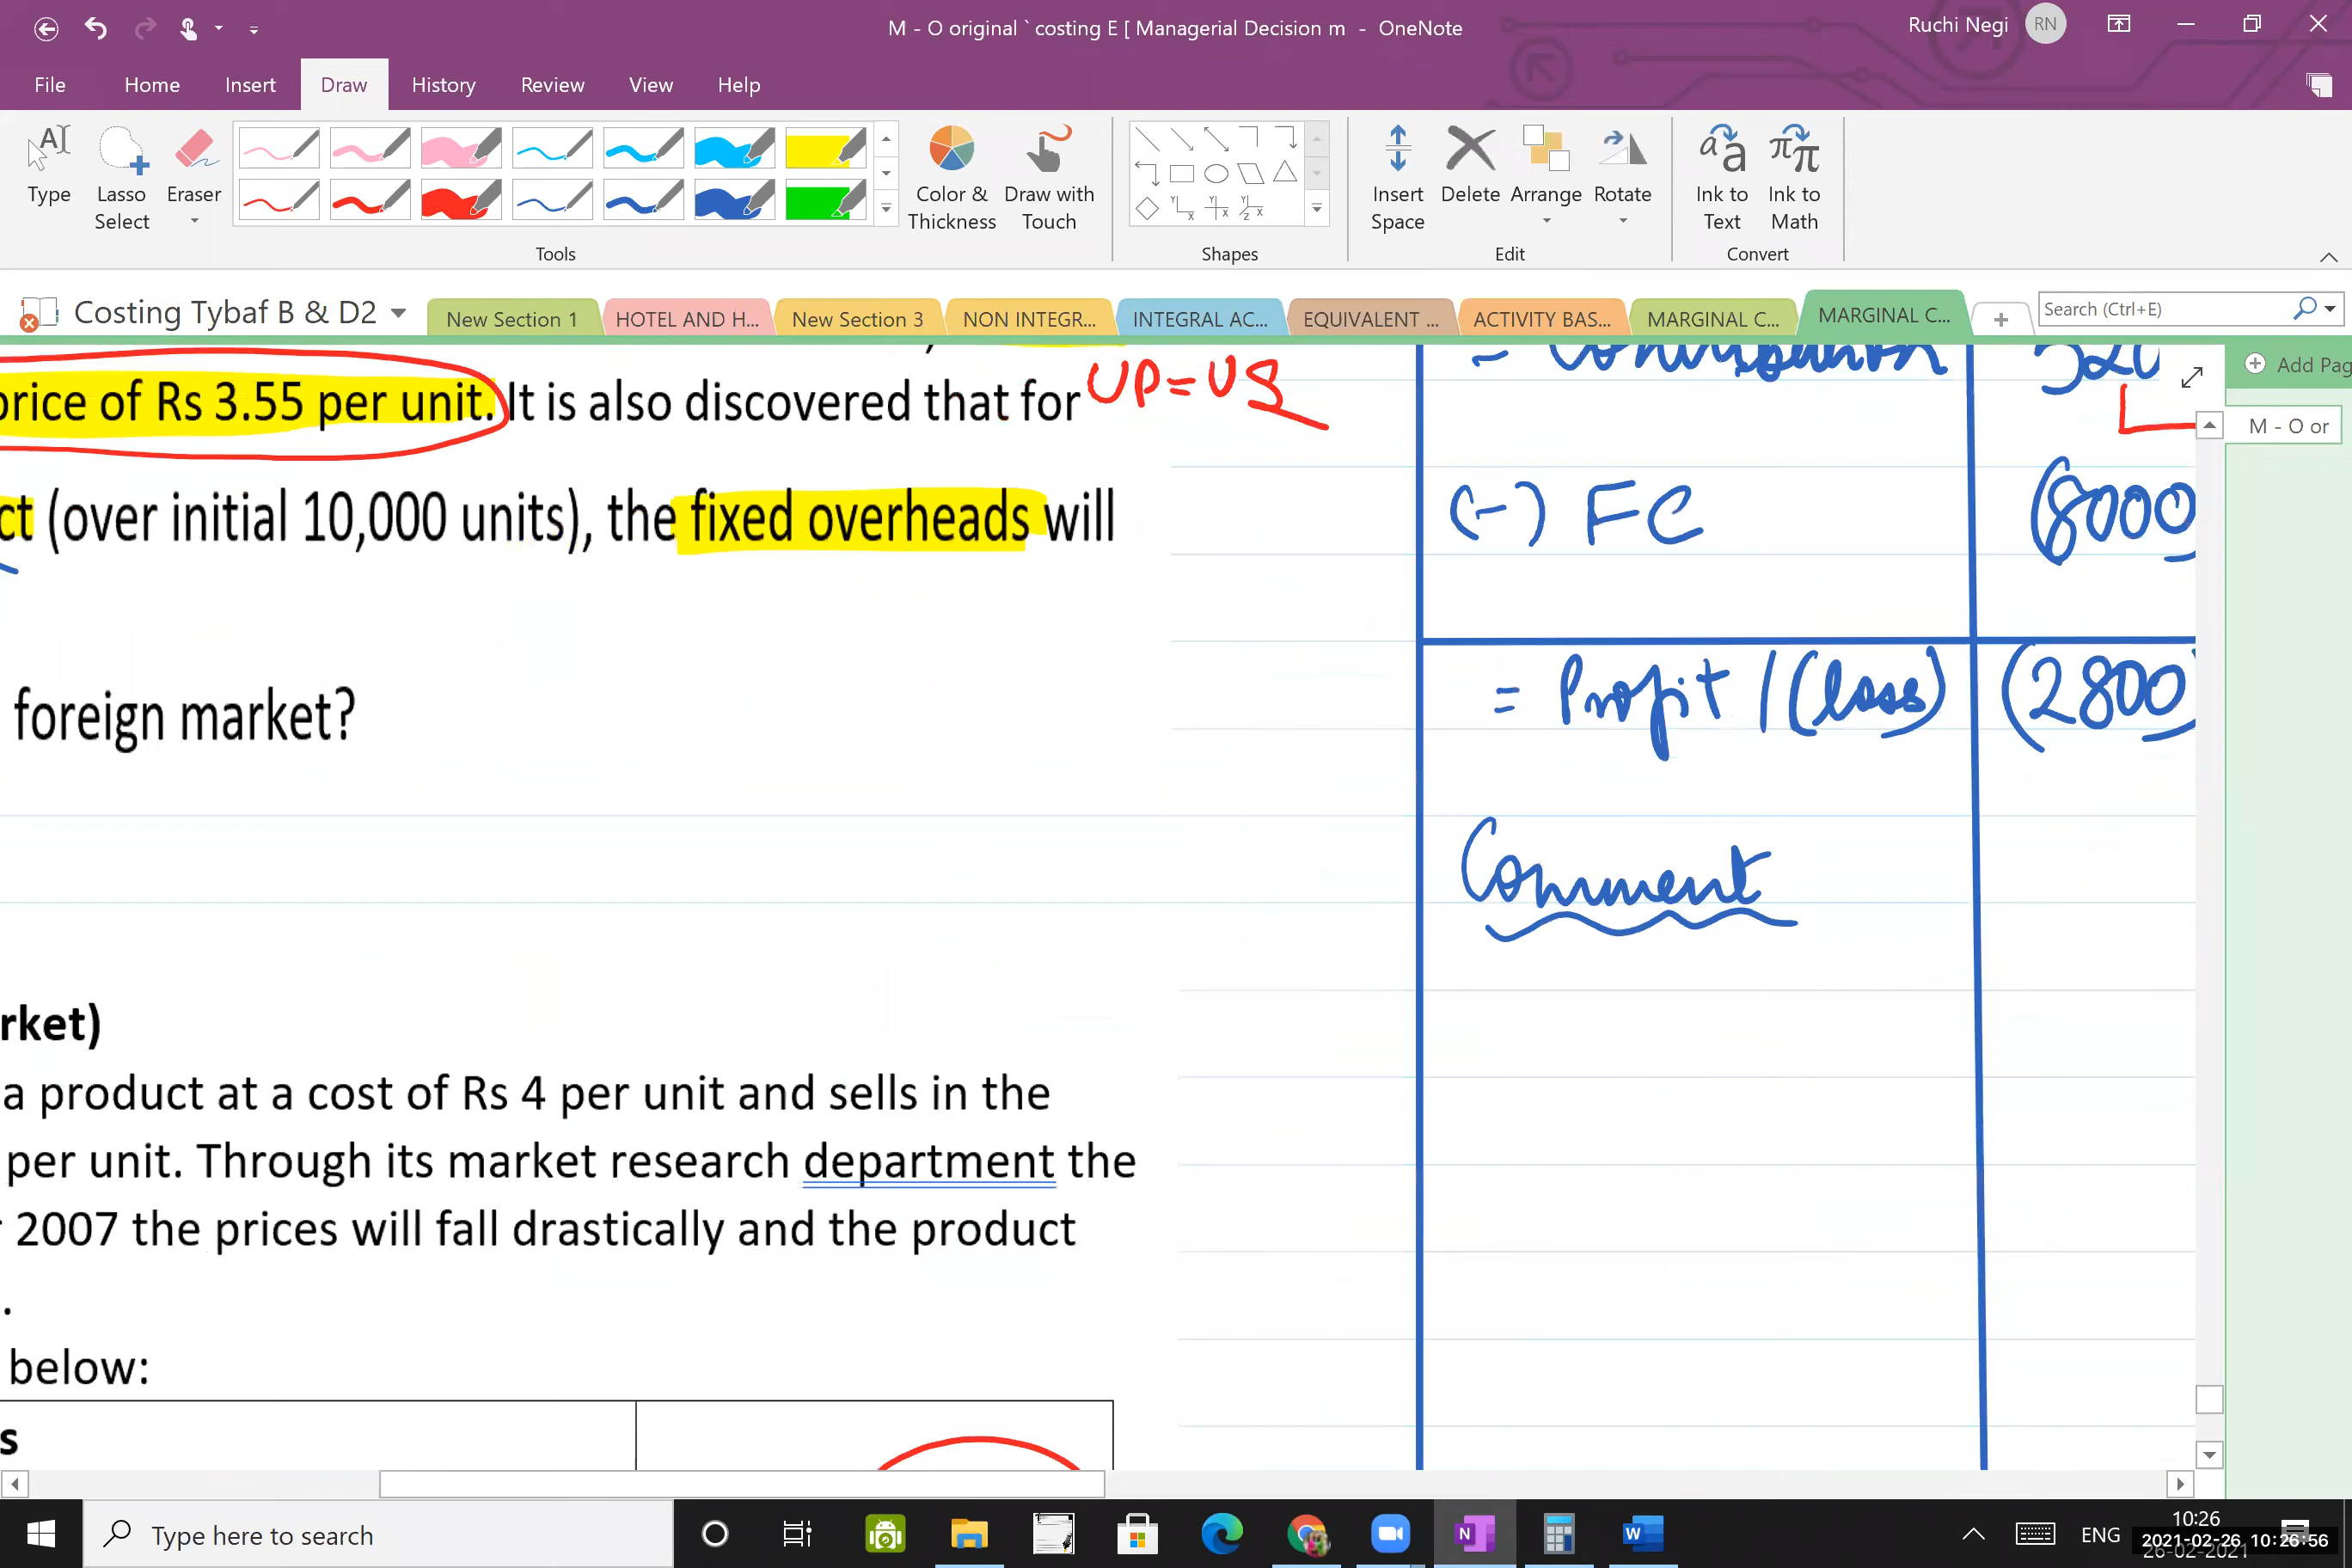 M - O original ` costing E [ Managerial Decision m - OneNote
Ruchi Negi
RN
File
Home
Insert
Draw
History
Review
View
Help
Type
Lasso Select
Eraser
Color & Thickness
Draw with Touch
Tools
Shapes
Insert Space
Delete
Arrange
Rotate
Edit
Ink to Text
Ink to Math
Convert
Costing Tybaf B & D2
New Section 1
HOTEL AND H...
New Section 3
NON INTEGR...
INTEGRAL AC...
EQUIVALENT ...
ACTIVITY BAS...
MARGINAL C...
MARGINAL C...
Search (Ctrl+E)
Add Pag
M - O or
price of Rs 3.55 per unit. It is also discovered that for
UP = US
ct (over initial 10,000 units), the fixed overheads will
foreign market?
rket)
a product at a cost of Rs 4 per unit and sells in the
per unit. Through its market research department the
2007 the prices will fall drastically and the product
.
below:
s
= Contribution
(-) FC (8000
= Profit / (loss) (2800)
Comment
Type here to search
ENG
10:26
26-02-2021
2021-02-26 10:26:56